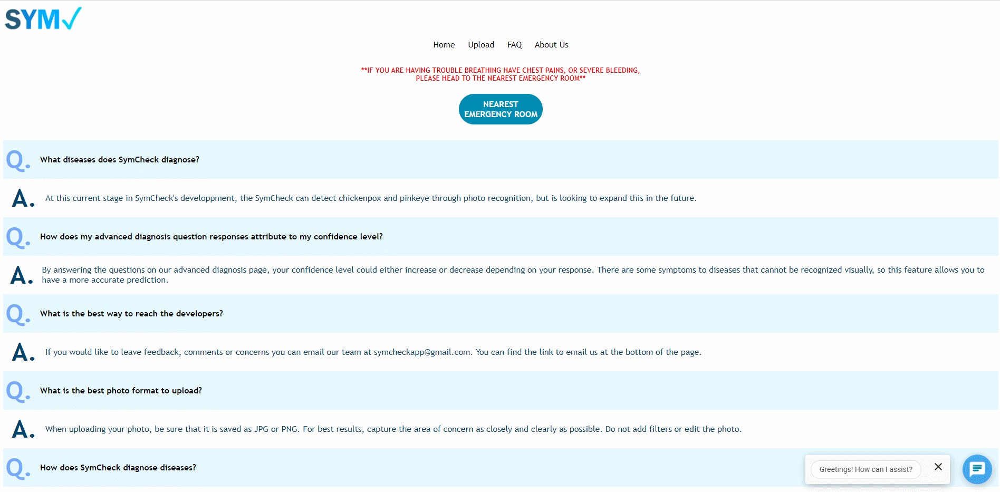 SYM✓
Home Upload FAQ About Us
**IF YOU ARE HAVING TROUBLE BREATHING HAVE CHEST PAINS, OR SEVERE BLEEDING,
PLEASE HEAD TO THE NEAREST EMERGENCY ROOM**
NEAREST
EMERGENCY ROOM
Q. What diseases does SymCheck diagnose?
A. At this current stage in SymCheck's developpment, the SymCheck can detect chickenpox and pinkeye through photo recognition, but is looking to expand this in the future.
Q. How does my advanced diagnosis question responses attribute to my confidence level?
A. By answering the questions on our advanced diagnosis page, your confidence level could either increase or decrease depending on your response. There are some symptoms to diseases that cannot be recognized visually, so this feature allows you to
have a more accurate prediction.
Q. What is the best way to reach the developers?
A. If you would like to leave feedback, comments or concerns you can email our team at symcheckapp@gmail.com. You can find the link to email us at the bottom of the page.
Q. What is the best photo format to upload?
A. When uploading your photo, be sure that it is saved as JPG or PNG. For best results, capture the area of concern as closely and clearly as possible. Do not add filters or edit the photo.
Q. How does SymCheck diagnose diseases?
Greetings! How can I assist?